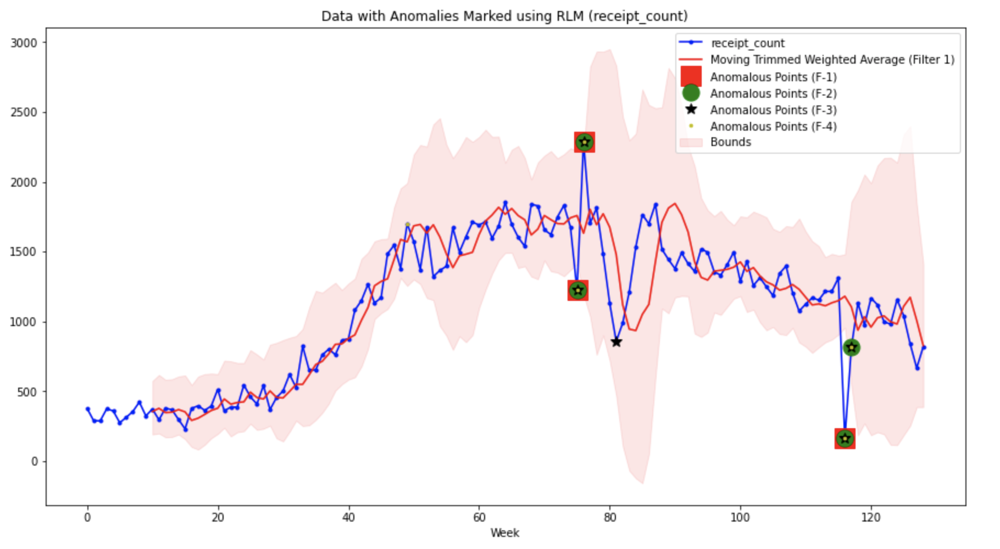 Data with Anomalies Marked using RLM (receipt_count)
receipt_count
Moving Trimmed Weighted Average (Filter 1)
Anomalous Points (F-1)
Anomalous Points (F-2)
Anomalous Points (F-3)
Anomalous Points (F-4)
Bounds
3000
2500
2000
1500
1000
500
0
0 20 40 60 80 100 120
Week